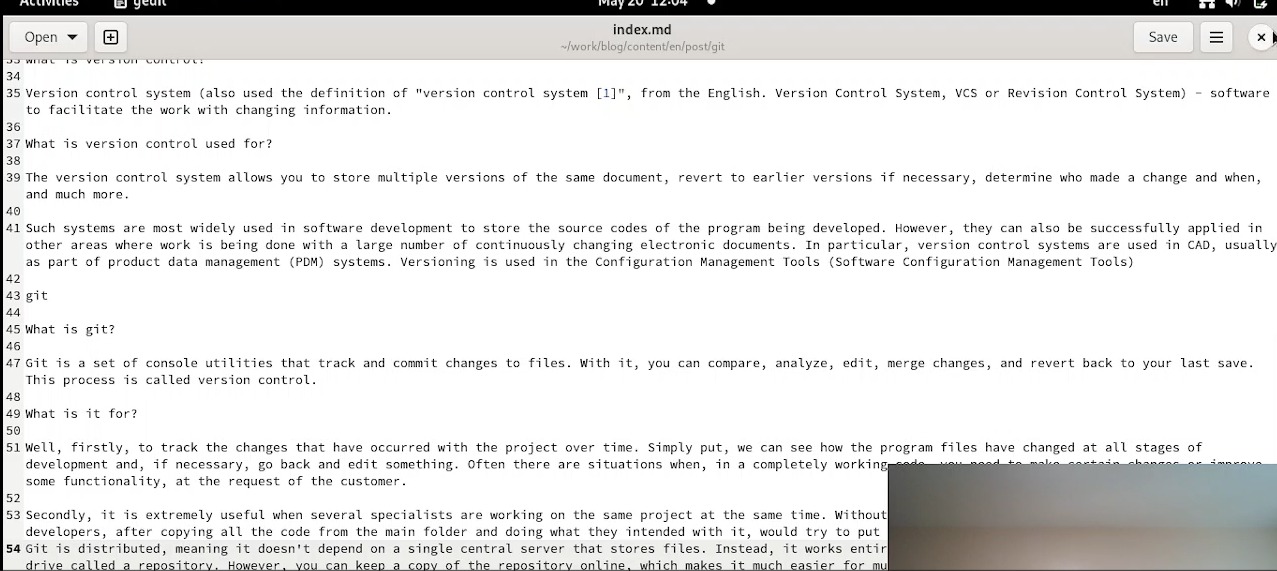 Activities gedit May 20 12:04 en
Open index.md Save
~/work/blog/content/en/post/git
33 What is version control?
34
35 Version control system (also used the definition of "version control system [1]", from the English. Version Control System, VCS or Revision Control System) - software
to facilitate the work with changing information.
36
37 What is version control used for?
38
39 The version control system allows you to store multiple versions of the same document, revert to earlier versions if necessary, determine who made a change and when,
and much more.
40
41 Such systems are most widely used in software development to store the source codes of the program being developed. However, they can also be successfully applied in
other areas where work is being done with a large number of continuously changing electronic documents. In particular, version control systems are used in CAD, usually
as part of product data management (PDM) systems. Versioning is used in the Configuration Management Tools (Software Configuration Management Tools)
42
43 git
44
45 What is git?
46
47 Git is a set of console utilities that track and commit changes to files. With it, you can compare, analyze, edit, merge changes, and revert back to your last save.
This process is called version control.
48
49 What is it for?
50
51 Well, firstly, to track the changes that have occurred with the project over time. Simply put, we can see how the program files have changed at all stages of
development and, if necessary, go back and edit something. Often there are situations when, in a completely working code, you need to make certain changes or improve
some functionality, at the request of the customer.
52
53 Secondly, it is extremely useful when several specialists are working on the same project at the same time. Without
developers, after copying all the code from the main folder and doing what they intended with it, would try to put
54 Git is distributed, meaning it doesn't depend on a single central server that stores files. Instead, it works
drive called a repository. However, you can keep a copy of the repository online, which makes it much easier for